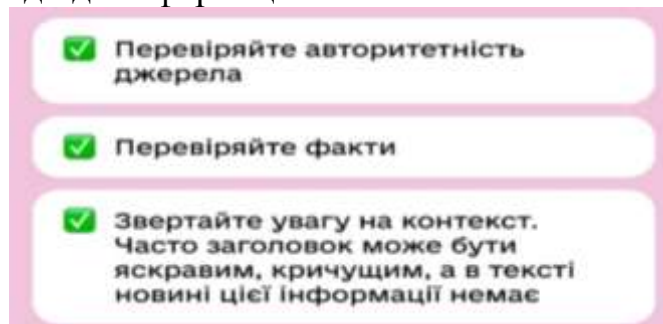 Перевіряйте авторитетність
джерела
Перевіряйте факти
Звертайте увагу на контекст.
Часто заголовок може бути
яскравим, кричущим, а в тексті
новині цієї інформації немає